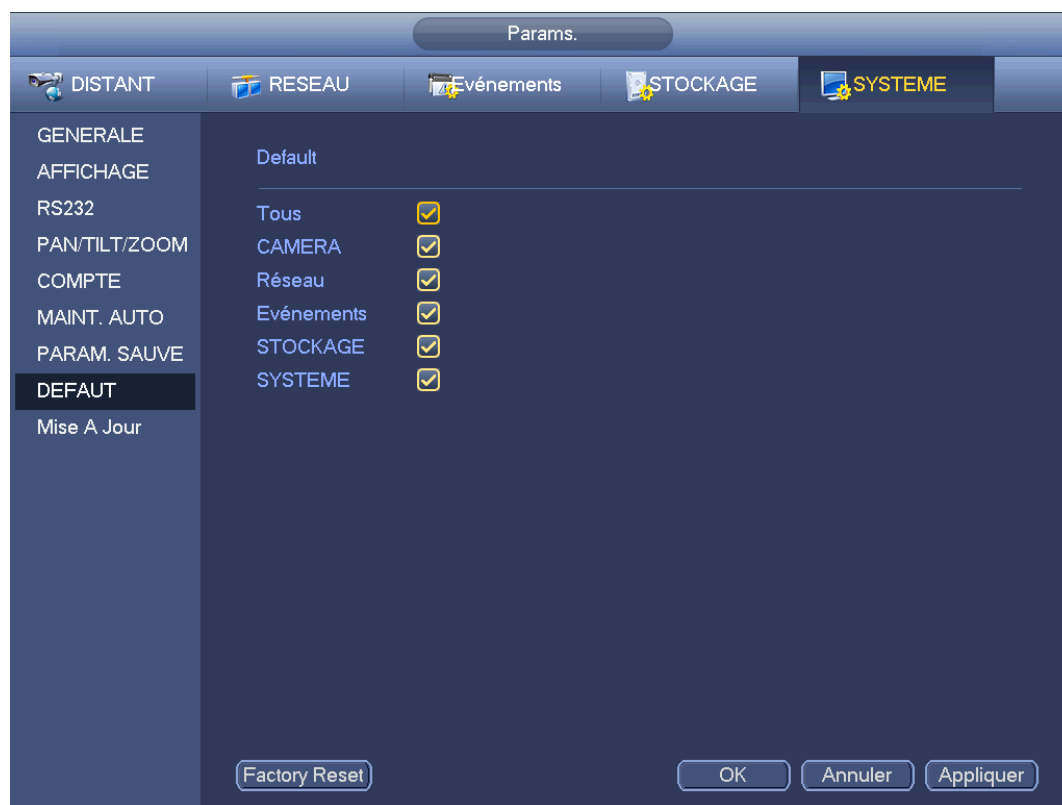 Params.
DISTANT RESEAU Evénements STOCKAGE SYSTEME
GENERALE
AFFICHAGE
RS232
PAN/TILT/ZOOM
COMPTE
MAINT. AUTO
PARAM. SAUVE
DEFAUT
Mise A Jour
Default
Tous
CAMERA
Réseau
Evénements
STOCKAGE
SYSTEME
Factory Reset OK Annuler Appliquer